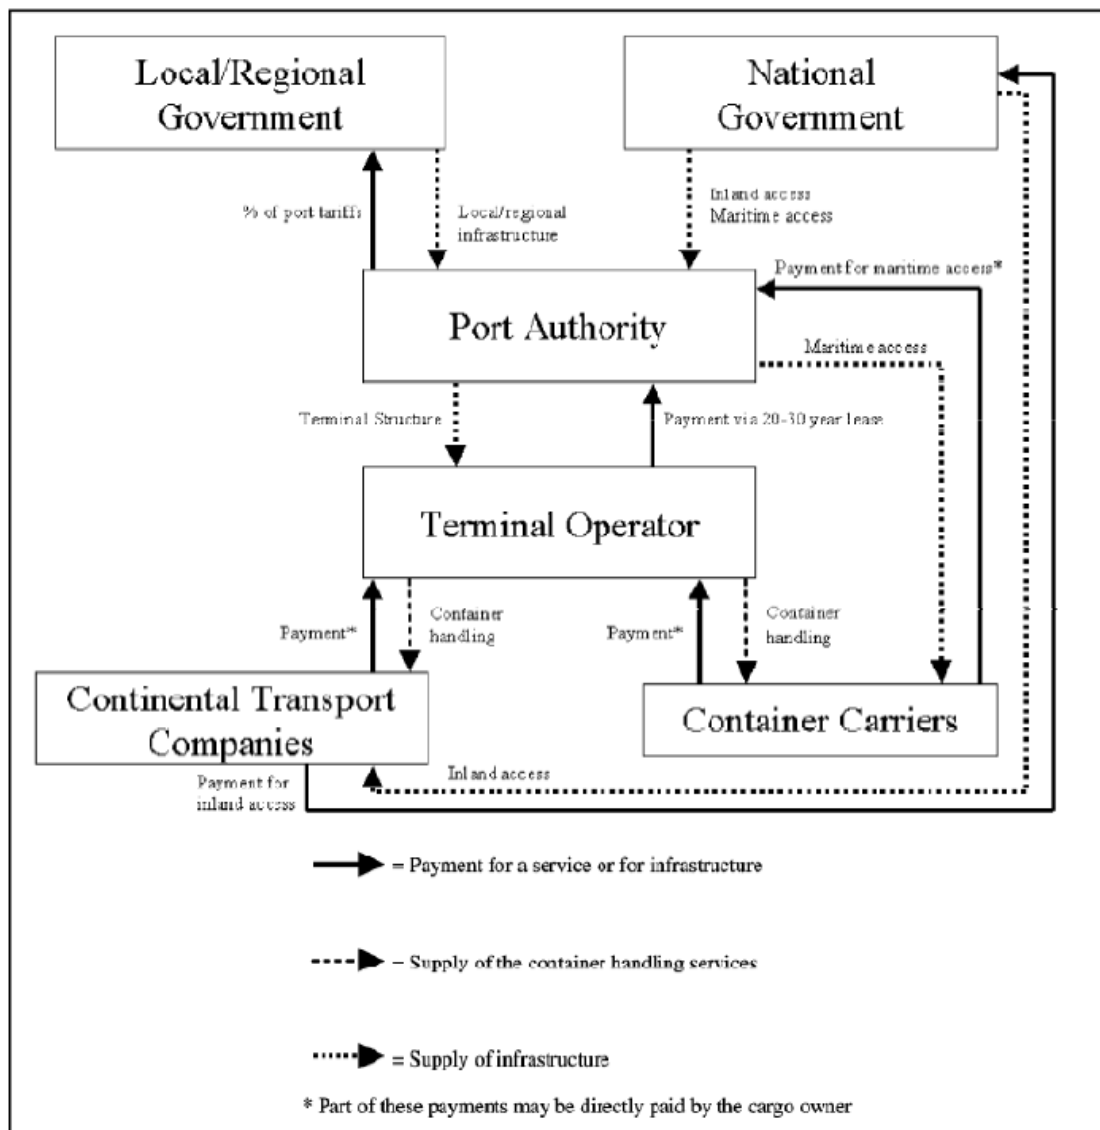 Local/Regional
Government
National
Government
% of port tariffs
Local/regional
infrastructure
Inland access
Maritime access
Payment for maritime access*
Port Authority
Maritime access
Terminal Structure
Payment via 20-30 year lease
Terminal Operator
Payment*
Container
handling
Payment*
Container
handling
Continental Transport
Companies
Container Carriers
Payment for
inland access
Inland access
= Payment for a service or for infrastructure
= Supply of the container handling services
= Supply of infrastructure
* Part of these payments may be directly paid by the cargo owner